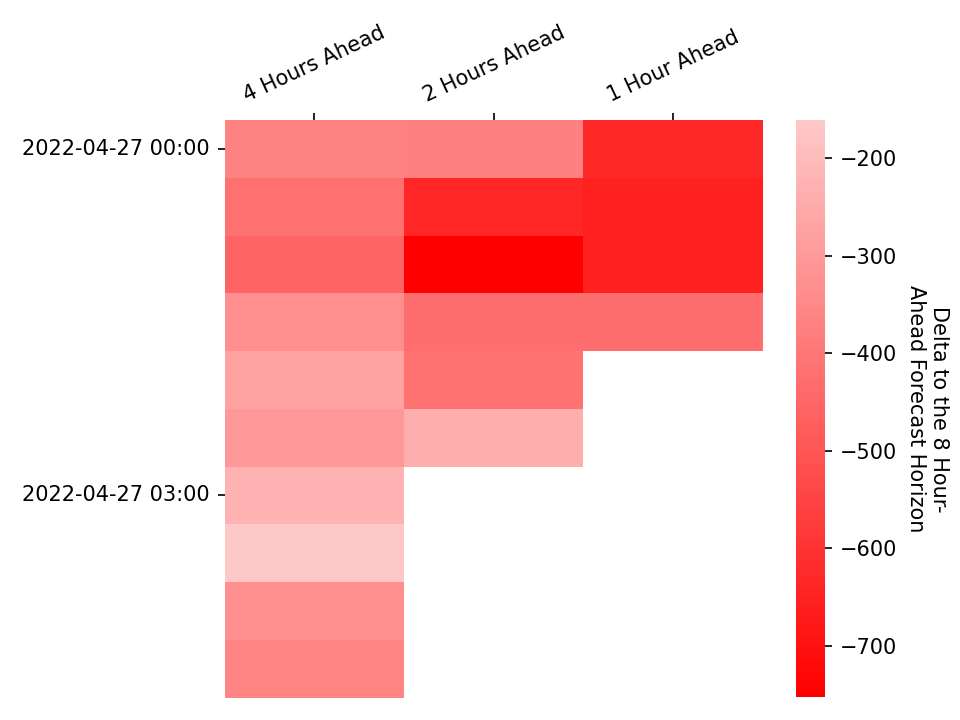 4 Hours Ahead
2 Hours Ahead
1 Hour Ahead
2022-04-27 00:00
2022-04-27 03:00
−200
−300
−400
−500
−600
−700
Delta to the 8 Hour-
Ahead Forecast Horizon